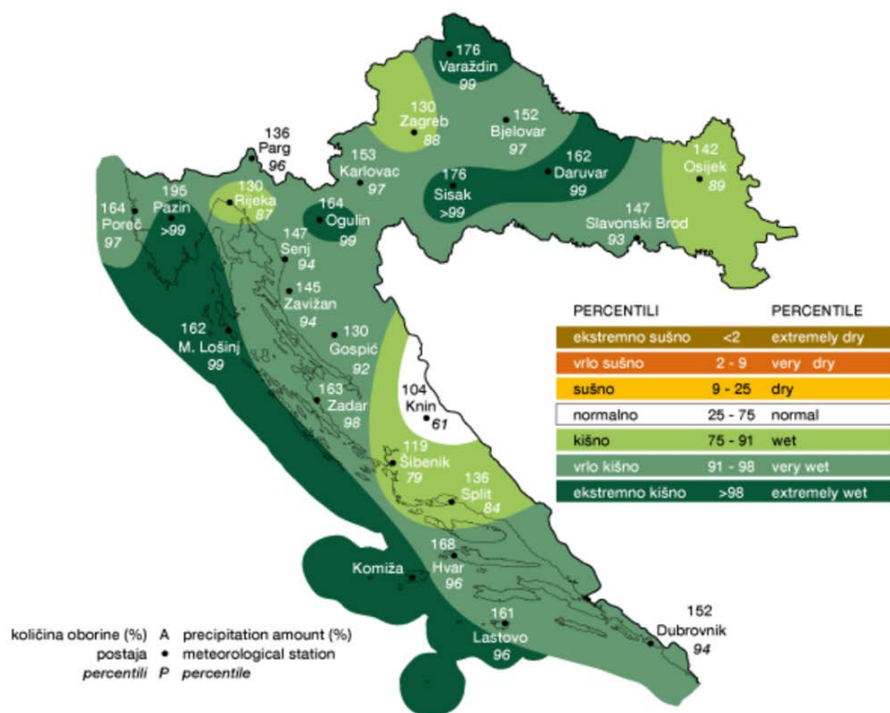 176
Varaždin
99
130
Zagreb
88
152
Bjelovar
97
136
Parg
96
153
Karlovac
97
176
Sisak
>99
162
Daruvar
99
142
Osijek
89
147
Slavonski Brod
93
164
Poreč
97
195
Pazin
>99
130
Rijeka
87
164
Ogulin
99
147
Senj
94
145
Zavižan
94
162
M. Lošinj
99
130
Gospić
92
163
Zadar
98
104
Knin
61
119
Šibenik
79
136
Split
84
168
Hvar
96
Komiža
161
Lastovo
96
152
Dubrovnik
94
PERCENTILI PERCENTILE
ekstremno sušno <2 extremely dry
vrlo sušno 2 - 9 very dry
sušno 9 - 25 dry
normalno 25 - 75 normal
kišno 75 - 91 wet
vrlo kišno 91 - 98 very wet
ekstremno kišno >98 extremely wet
količina oborine (%) A precipitation amount (%)
postaja ● meteorological station
percentili P percentile